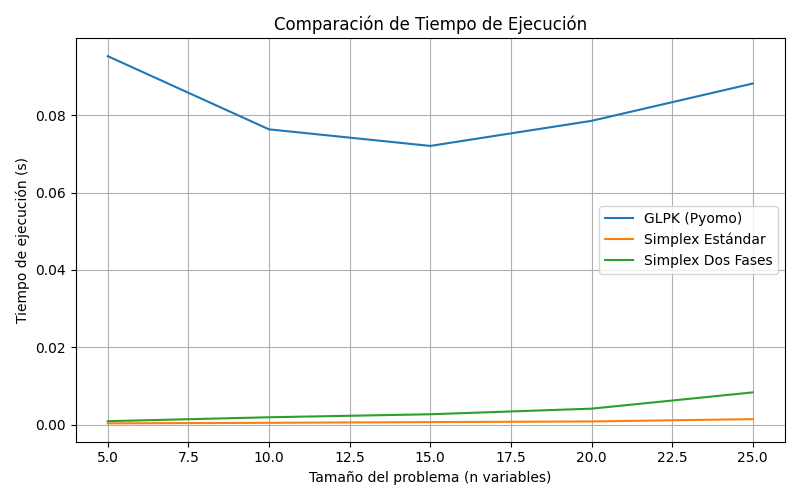 Comparación de Tiempo de Ejecución
Tiempo de ejecución (s)
0.08
0.06
0.04
0.02
0.00
GLPK (Pyomo)
Simplex Estándar
Simplex Dos Fases
5.0 7.5 10.0 12.5 15.0 17.5 20.0 22.5 25.0
Tamaño del problema (n variables)